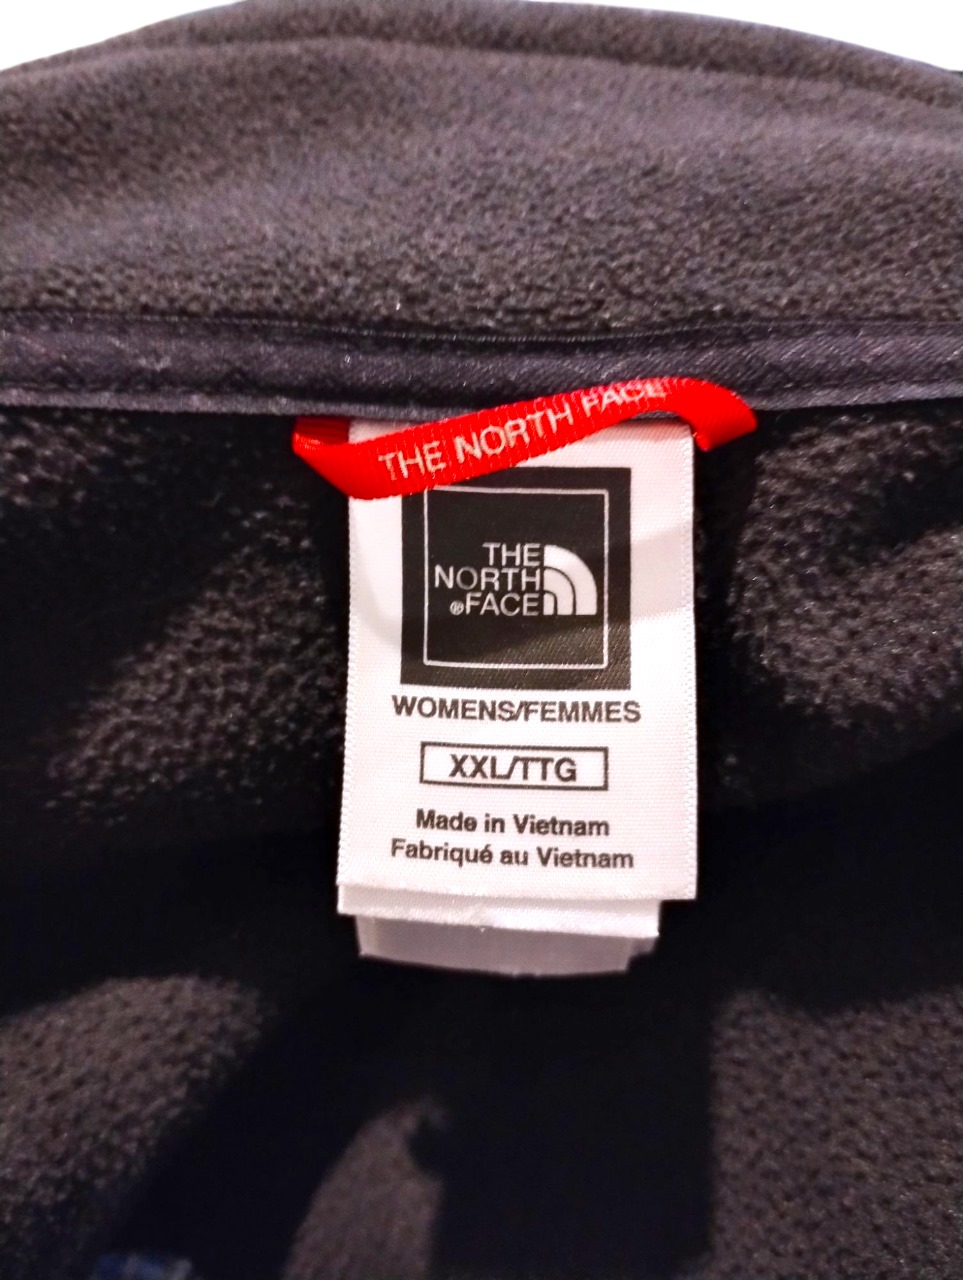 THE NORTH FACE
THE
NORTH
®FACE
WOMENS/FEMMES
XXL/TTG
Made in Vietnam
Fabriqué au Vietnam